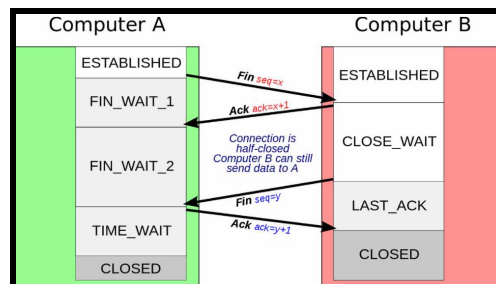 Computer A
Computer B
ESTABLISHED
ESTABLISHED
Fin seq=x
FIN_WAIT_1
Ack ack=x+1
Connection is
half-closed
Computer B can still
send data to A
CLOSE_WAIT
FIN_WAIT_2
Fin seq=y
LAST_ACK
TIME_WAIT
Ack ack=y+1
CLOSED
CLOSED